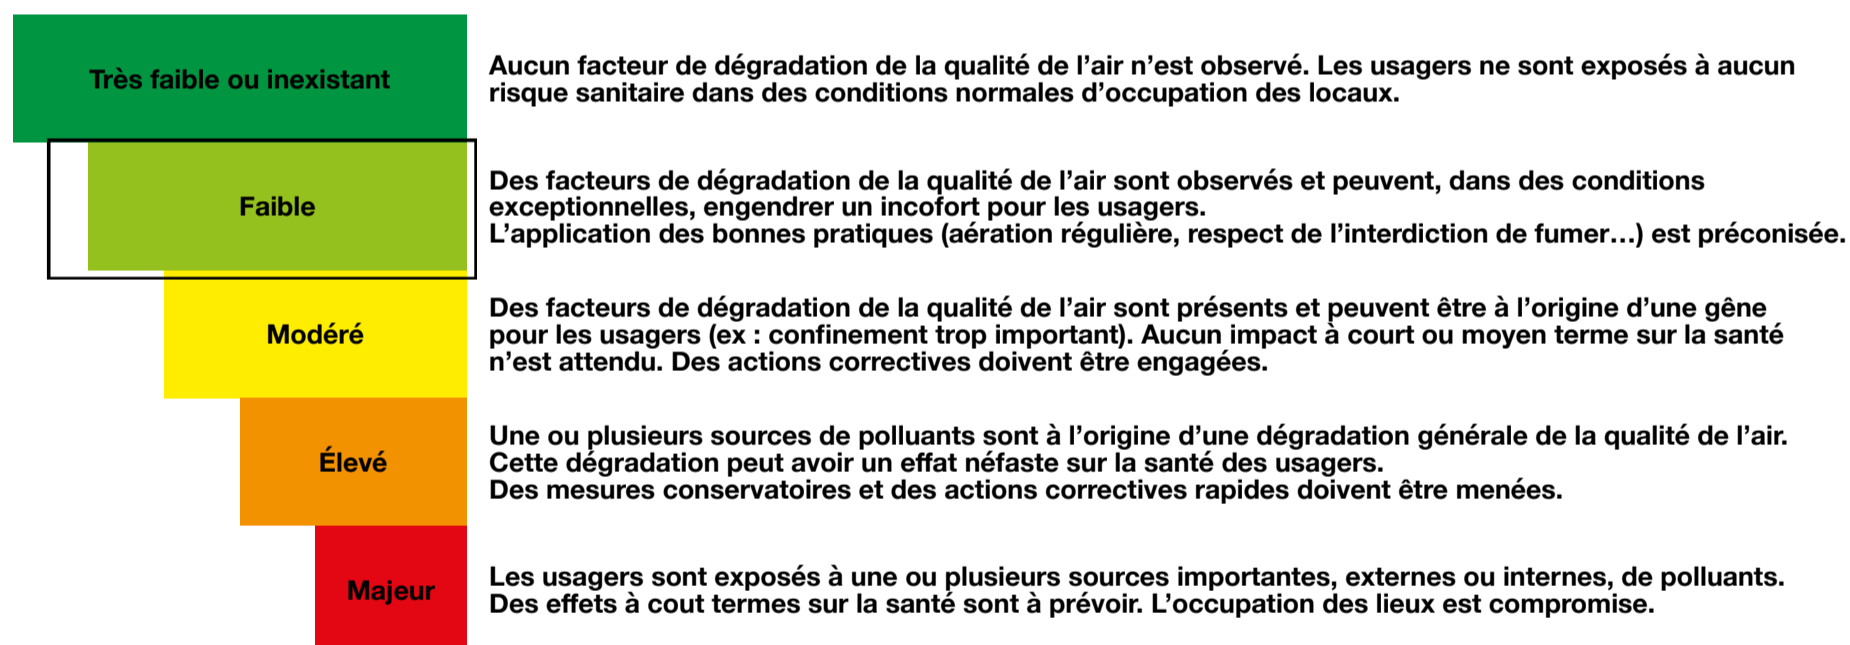 Très faible ou inexistant
Aucun facteur de dégradation de la qualité de l’air n’est observé. Les usagers ne sont exposés à aucun
risque sanitaire dans des conditions normales d’occupation des locaux.
Faible
Des facteurs de dégradation de la qualité de l’air sont observés et peuvent, dans des conditions
exceptionnelles, engendrer un incofort pour les usagers.
L’application des bonnes pratiques (aération régulière, respect de l’interdiction de fumer…) est préconisée.
Modéré
Des facteurs de dégradation de la qualité de l’air sont présents et peuvent être à l’origine d’une gêne
pour les usagers (ex : confinement trop important). Aucun impact à court ou moyen terme sur la santé
n’est attendu. Des actions correctives doivent être engagées.
Élevé
Une ou plusieurs sources de polluants sont à l’origine d’une dégradation générale de la qualité de l’air.
Cette dégradation peut avoir un effat néfaste sur la santé des usagers.
Des mesures conservatoires et des actions correctives rapides doivent être menées.
Majeur
Les usagers sont exposés à une ou plusieurs sources importantes, externes ou internes, de polluants.
Des effets à cout termes sur la santé sont à prévoir. L’occupation des lieux est compromise.